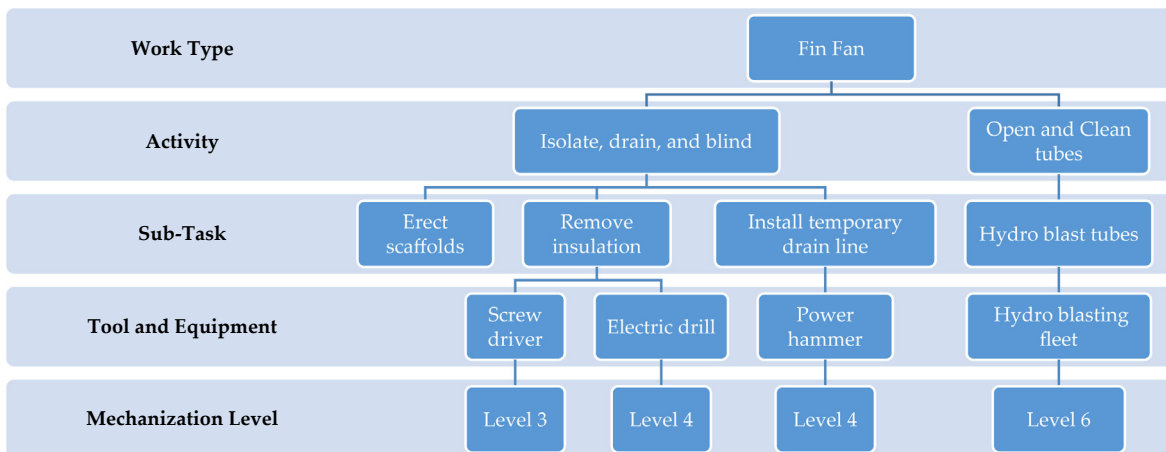 Work Type
Fin Fan
Activity
Isolate, drain, and blind
Open and Clean
tubes
Sub-Task
Erect
scaffolds
Remove
insulation
Install temporary
drain line
Hydro blast tubes
Tool and Equipment
Screw
driver
Electric drill
Power
hammer
Hydro blasting
fleet
Mechanization Level
Level 3
Level 4
Level 4
Level 6